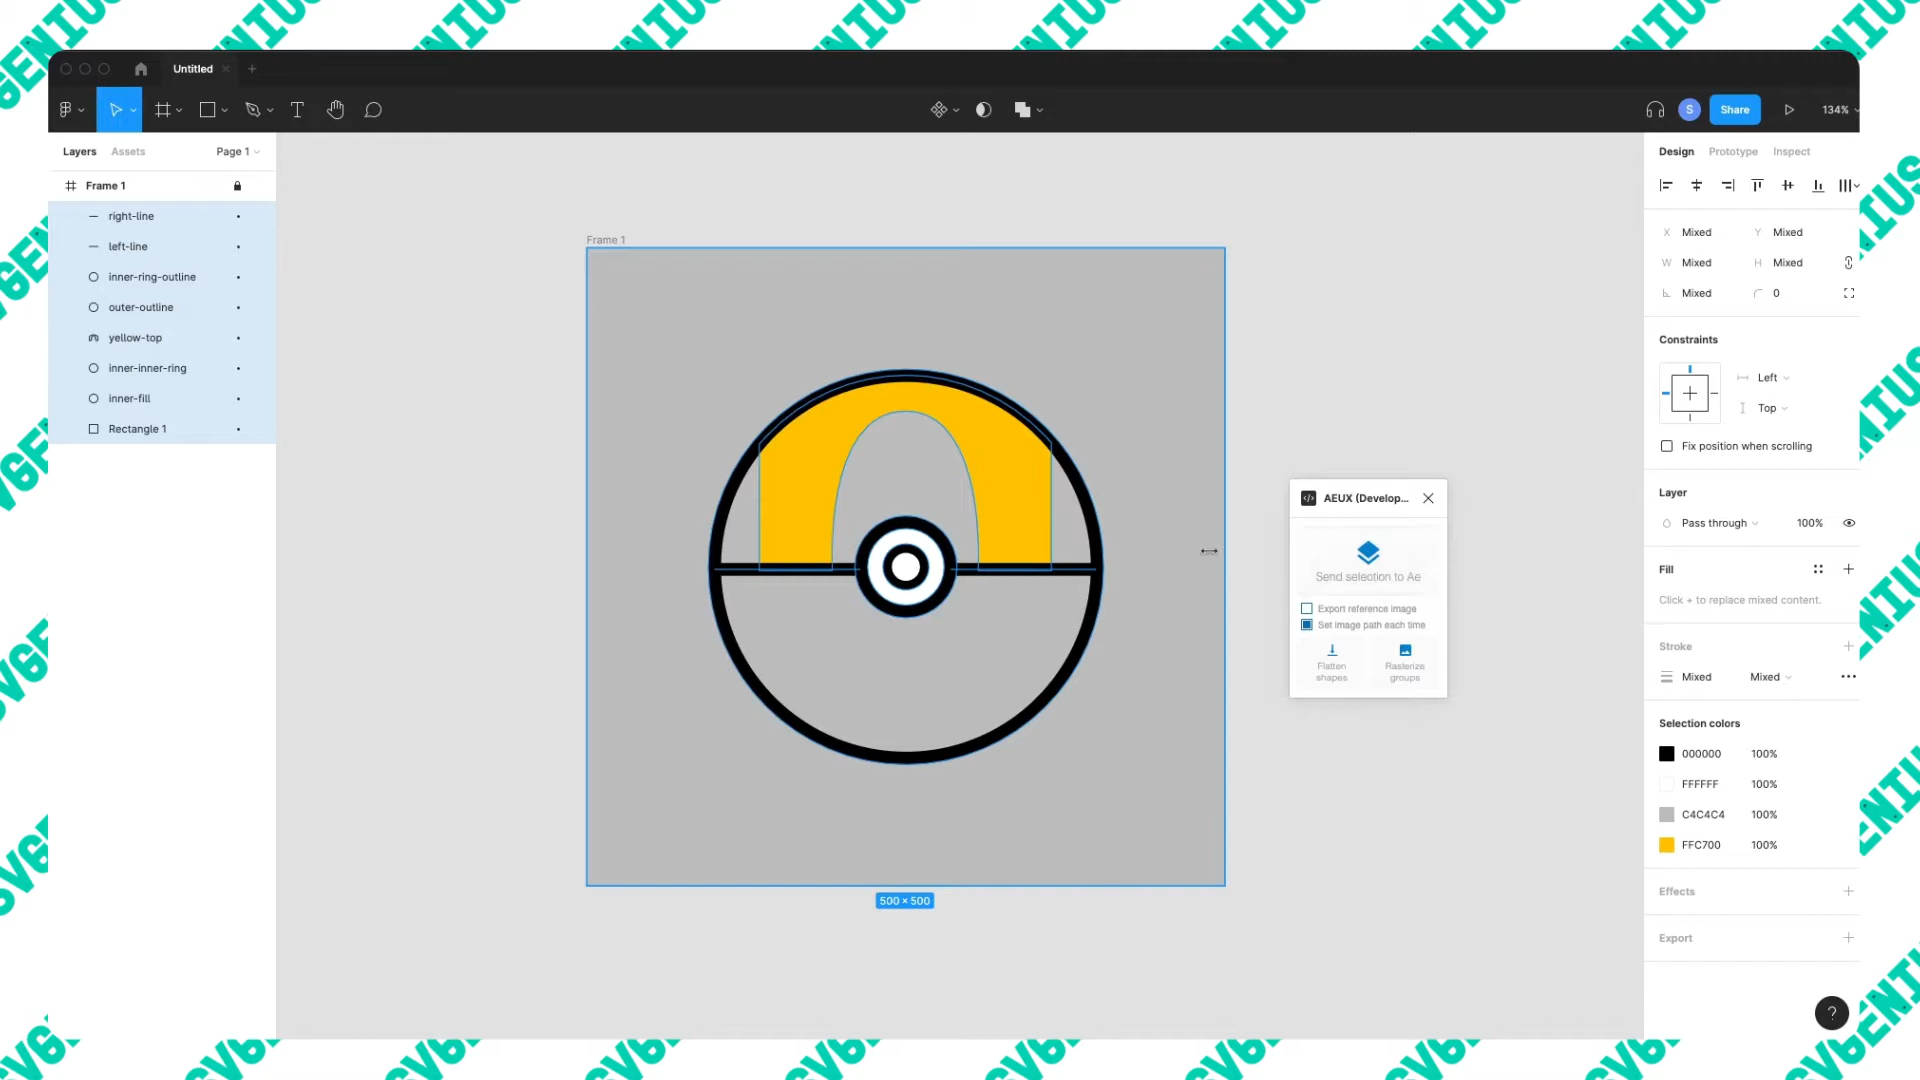 SVGENIUS
Untitled
Share
S
134%
Layers
Assets
Page 1
Frame 1
right-line
left-line
inner-ring-outline
outer-outline
yellow-top
inner-inner-ring
inner-fill
Rectangle 1
Frame 1
500 × 500
AEUX (Develop...
Send selection to Ae
Export reference image
Set image path each time
Flatten
shapes
Rasterize
groups
Design
Prototype
Inspect
X Mixed
Y Mixed
W Mixed
H Mixed
Mixed
0
Constraints
Left
Top
Fix position when scrolling
Layer
Pass through
100%
Fill
Click + to replace mixed content.
Stroke
Mixed
Mixed
Selection colors
000000 100%
FFFFFF 100%
C4C4C4 100%
FFC700 100%
Effects
Export
?